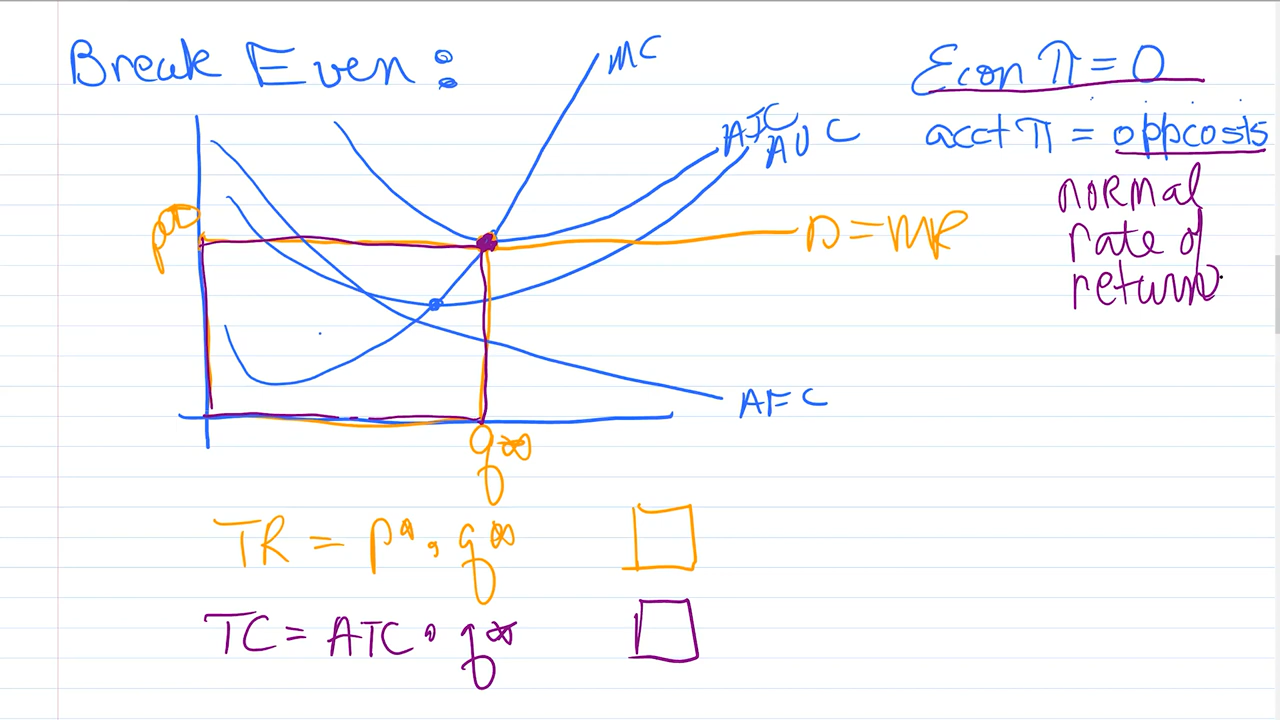 Break Even:
Econ π = 0
acct π = opp costs
normal
rate of
return
MC
ATC
AVC
D = MR
p*
AFC
q*
TR = p* · q*
TC = ATC · q*